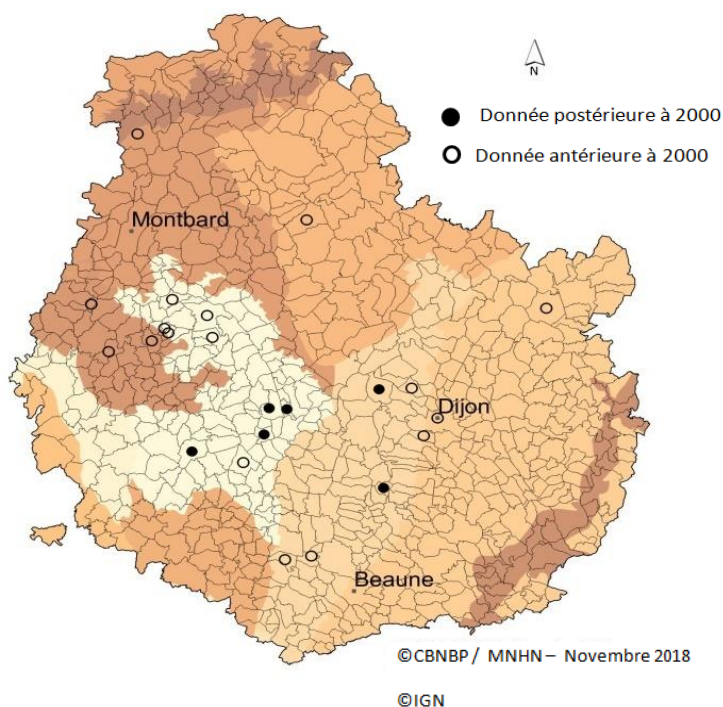 N
Donnée postérieure à 2000
Donnée antérieure à 2000
Montbard
Dijon
Beaune
©CBNBP / MNHN – Novembre 2018
©IGN